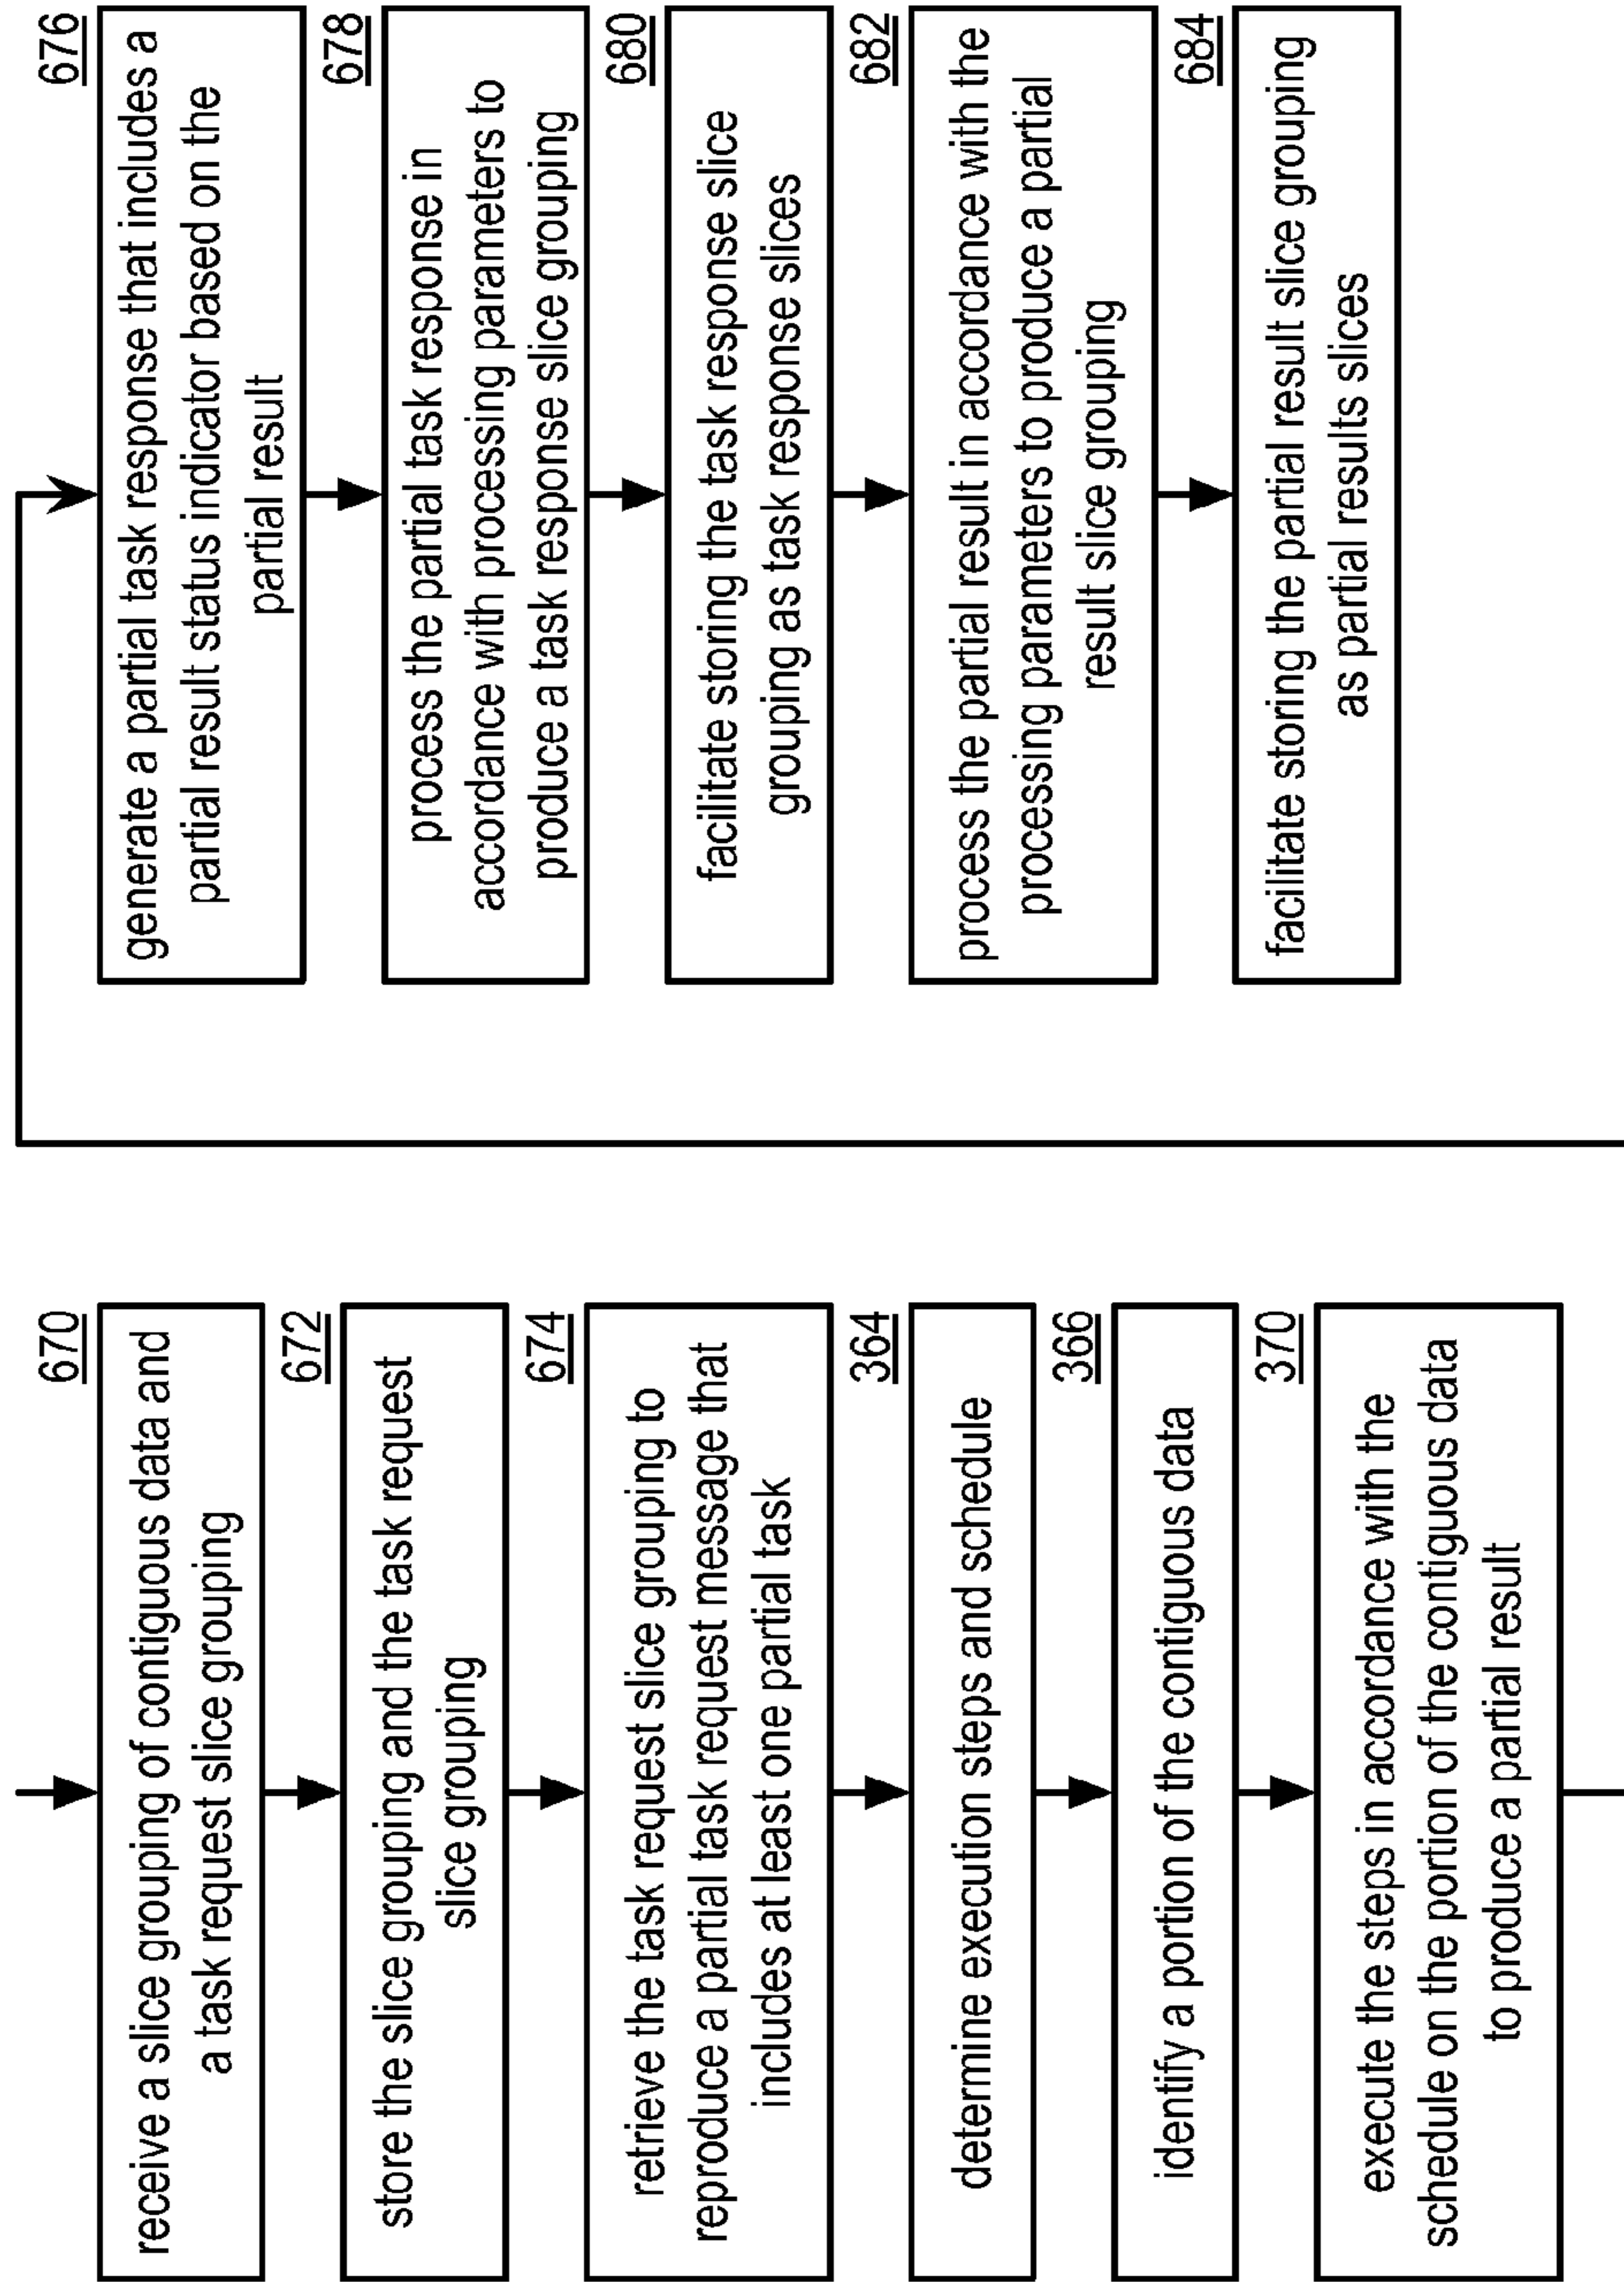 670
receive a slice grouping of contiguous data and
a task request slice grouping
672
store the slice grouping and the task request
slice grouping
674
retrieve the task request slice grouping to
reproduce a partial task request message that
includes at least one partial task
364
determine execution steps and schedule
366
identify a portion of the contiguous data
370
execute the steps in accordance with the
schedule on the portion of the contiguous data
to produce a partial result
676
generate a partial task response that includes a
partial result status indicator based on the
partial result
678
process the partial task response in
accordance with processing parameters to
produce a task response slice grouping
680
facilitate storing the task response slice
grouping as task response slices
682
process the partial result in accordance with the
processing parameters to produce a partial
result slice grouping
684
facilitate storing the partial result slice grouping
as partial results slices